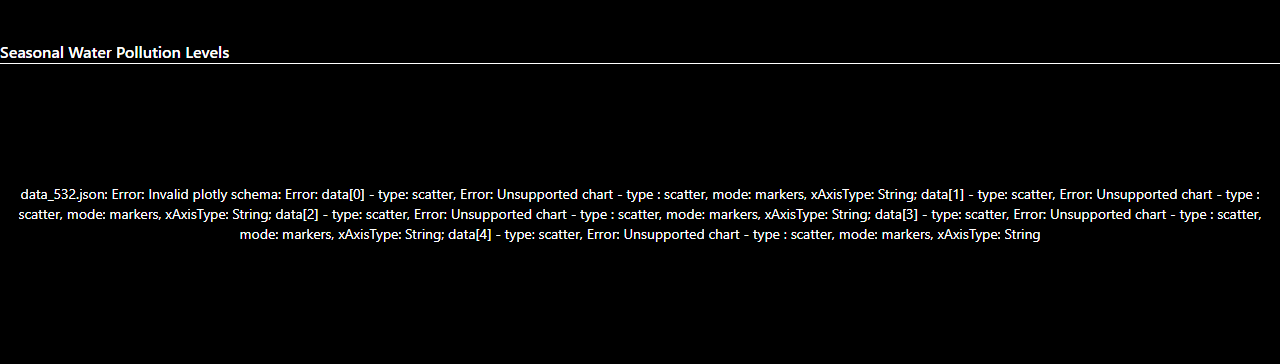 Seasonal Water Pollution Levels
data_532.json: Error: Invalid plotly schema: Error: data[0] - type: scatter, Error: Unsupported chart - type : scatter, mode: markers, xAxisType: String; data[1] - type: scatter, Error: Unsupported chart - type :
scatter, mode: markers, xAxisType: String; data[2] - type: scatter, Error: Unsupported chart - type : scatter, mode: markers, xAxisType: String; data[3] - type: scatter, Error: Unsupported chart - type : scatter,
mode: markers, xAxisType: String; data[4] - type: scatter, Error: Unsupported chart - type : scatter, mode: markers, xAxisType: String